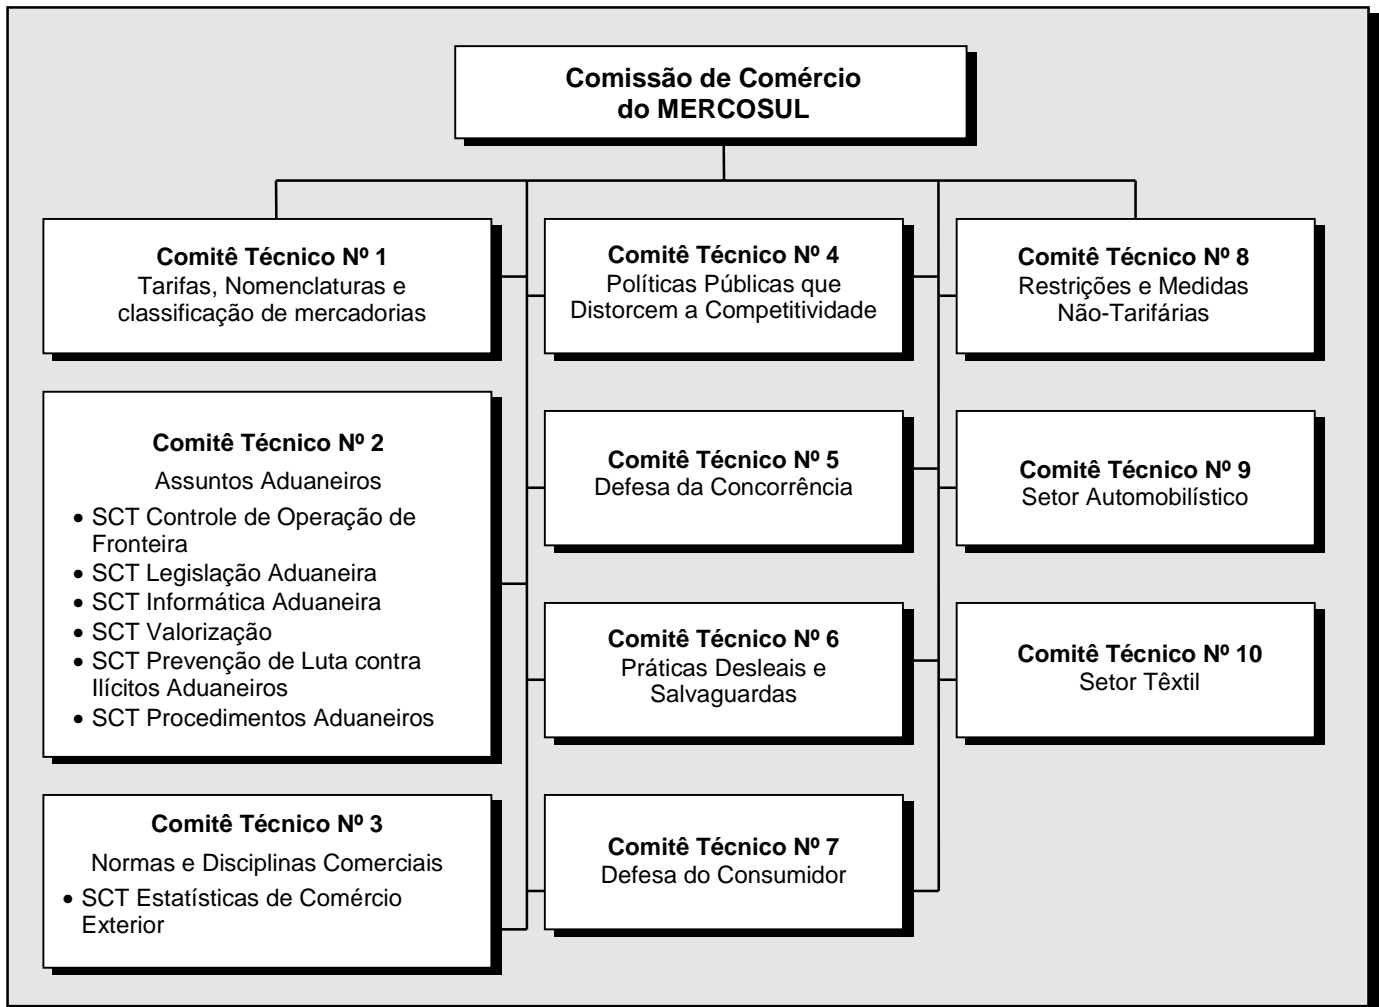 Comissão de Comércio
do MERCOSUL
Comitê Técnico Nº 1
Tarifas, Nomenclaturas e
classificação de mercadorias
Comitê Técnico Nº 2
Assuntos Aduaneiros
• SCT Controle de Operação de
Fronteira
• SCT Legislação Aduaneira
• SCT Informática Aduaneira
• SCT Valorização
• SCT Prevenção de Luta contra
Ilícitos Aduaneiros
• SCT Procedimentos Aduaneiros
Comitê Técnico Nº 3
Normas e Disciplinas Comerciais
• SCT Estatísticas de Comércio
Exterior
Comitê Técnico Nº 4
Políticas Públicas que
Distorcem a Competitividade
Comitê Técnico Nº 5
Defesa da Concorrência
Comitê Técnico Nº 6
Práticas Desleais e
Salvaguardas
Comitê Técnico Nº 7
Defesa do Consumidor
Comitê Técnico Nº 8
Restrições e Medidas
Não-Tarifárias
Comitê Técnico Nº 9
Setor Automobilístico
Comitê Técnico Nº 10
Setor Têxtil